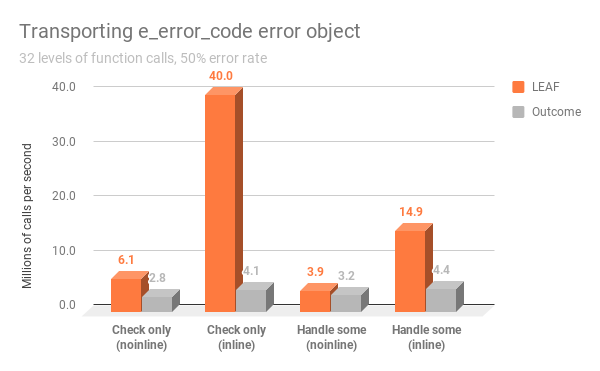 Transporting e_error_code error object
32 levels of function calls, 50% error rate
LEAF
Outcome
Millions of calls per second
40.0
30.0
20.0
10.0
0.0
6.1
2.8
40.0
4.1
3.9
3.2
14.9
4.4
Check only
(noinline)
Check only
(inline)
Handle some
(noinline)
Handle some
(inline)